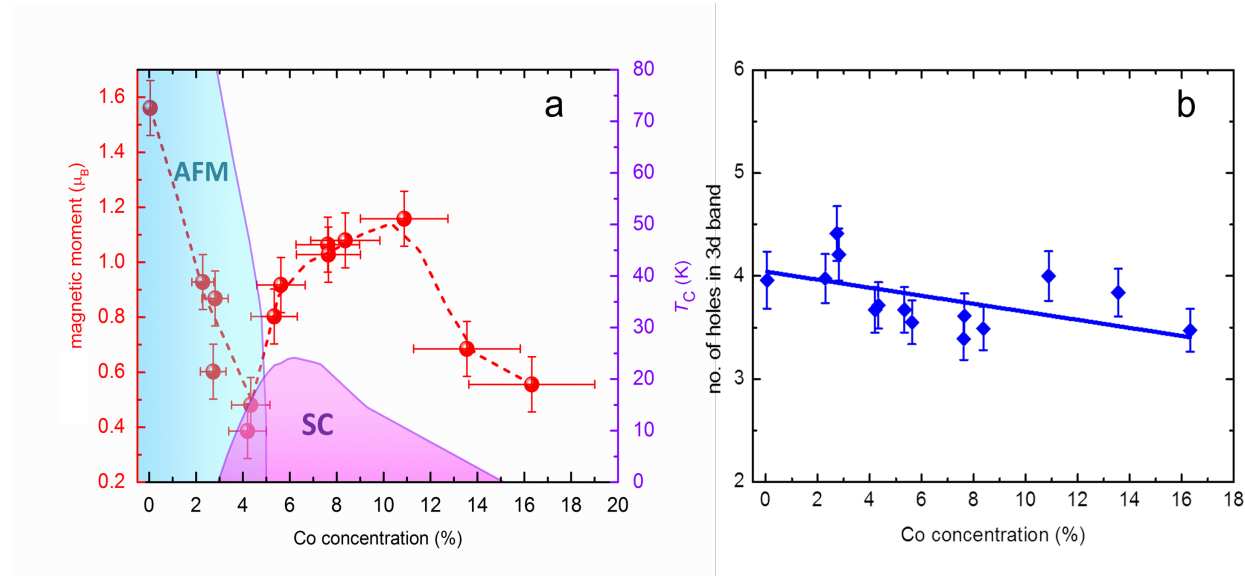 a
AFM
SC
magnetic moment (μB)
1.6
1.4
1.2
1.0
0.8
0.6
0.4
0.2
0 2 4 6 8 10 12 14 16 18 20
Co concentration (%)
80
70
60
50
40
30
20
10
0
TC (K)
b
no. of holes in 3d band
6
5
4
3
2
0 2 4 6 8 10 12 14 16 18
Co concentration (%)